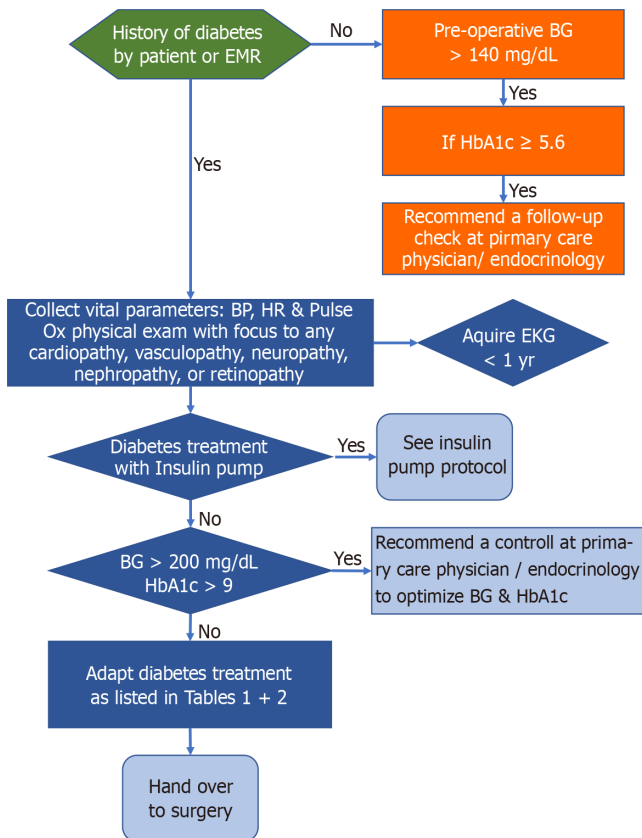 History of diabetes
by patient or EMR
No
Pre-operative BG
> 140 mg/dL
Yes
If HbA1c ≥ 5.6
Yes
Recommend a follow-up
check at pirmary care
physician/ endocrinology
Yes
Collect vital parameters: BP, HR & Pulse
Ox physical exam with focus to any
cardiopathy, vasculopathy, neuropathy,
nephropathy, or retinopathy
Aquire EKG
< 1 yr
Diabetes treatment
with Insulin pump
Yes
See insulin
pump protocol
No
BG > 200 mg/dL
HbA1c > 9
Yes
Recommend a controll at prima-
ry care physician / endocrinology
to optimize BG & HbA1c
No
Adapt diabetes treatment
as listed in Tables 1 + 2
Hand over
to surgery